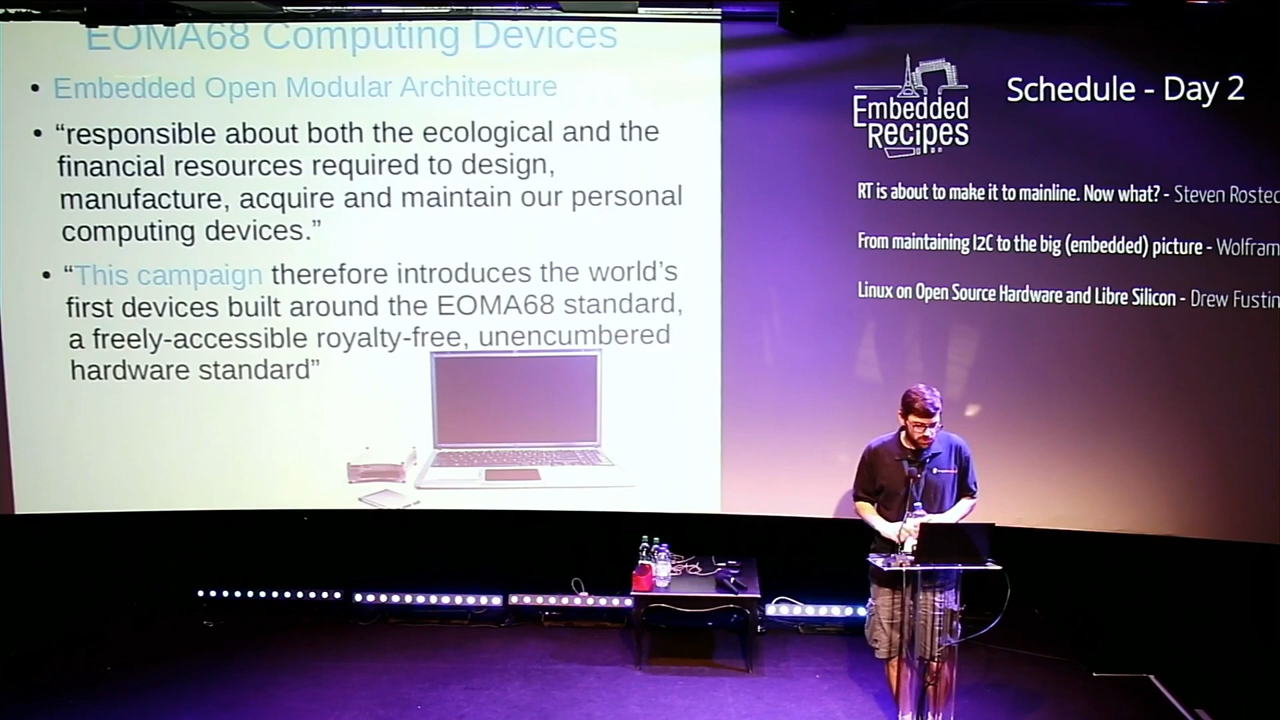 EOMA68 Computing Devices
• Embedded Open Modular Architecture
• “responsible about both the ecological and the
financial resources required to design,
manufacture, acquire and maintain our personal
computing devices.”
• “This campaign therefore introduces the world’s
first devices built around the EOMA68 standard,
a freely-accessible royalty-free, unencumbered
hardware standard”
Embedded
Recipes
Schedule - Day 2
RT is about to make it to mainline. Now what? - Steven Rosted
From maintaining I2C to the big (embedded) picture - Wolfram
Linux on Open Source Hardware and Libre Silicon - Drew Fustin